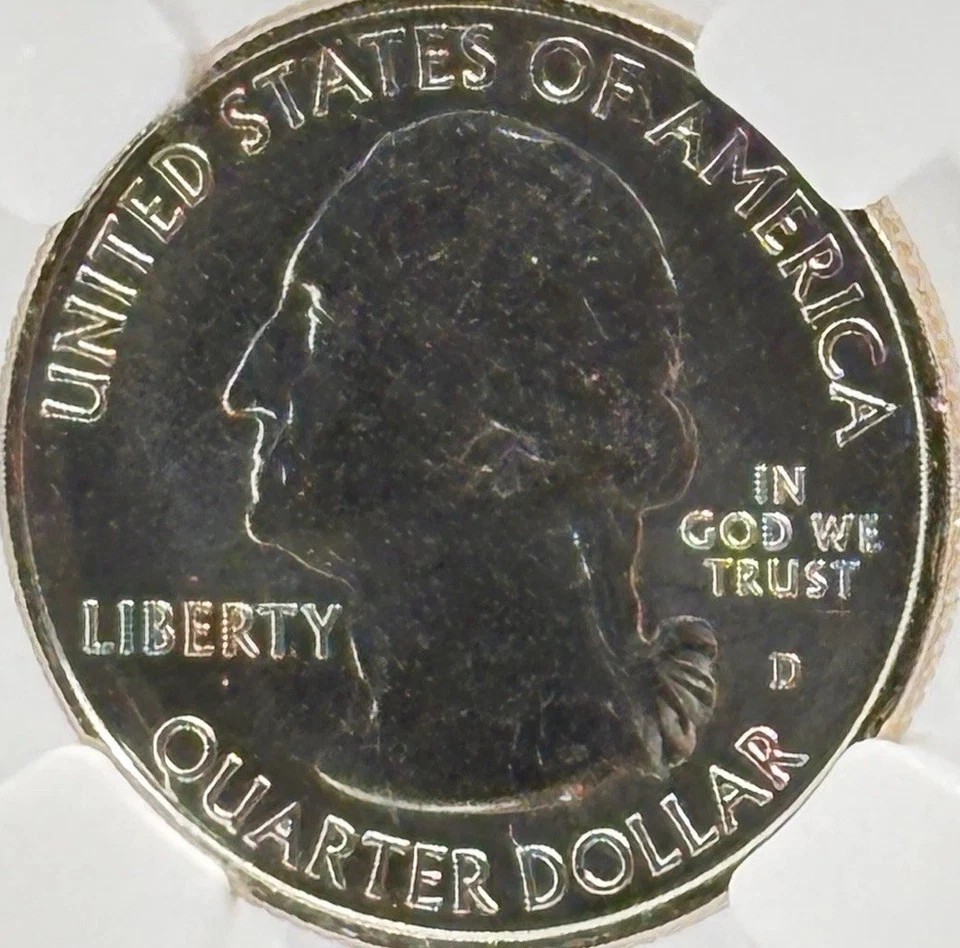 UNITED STATES OF AMERICA
IN
GOD WE
TRUST
LIBERTY
D
QUARTER DOLLAR